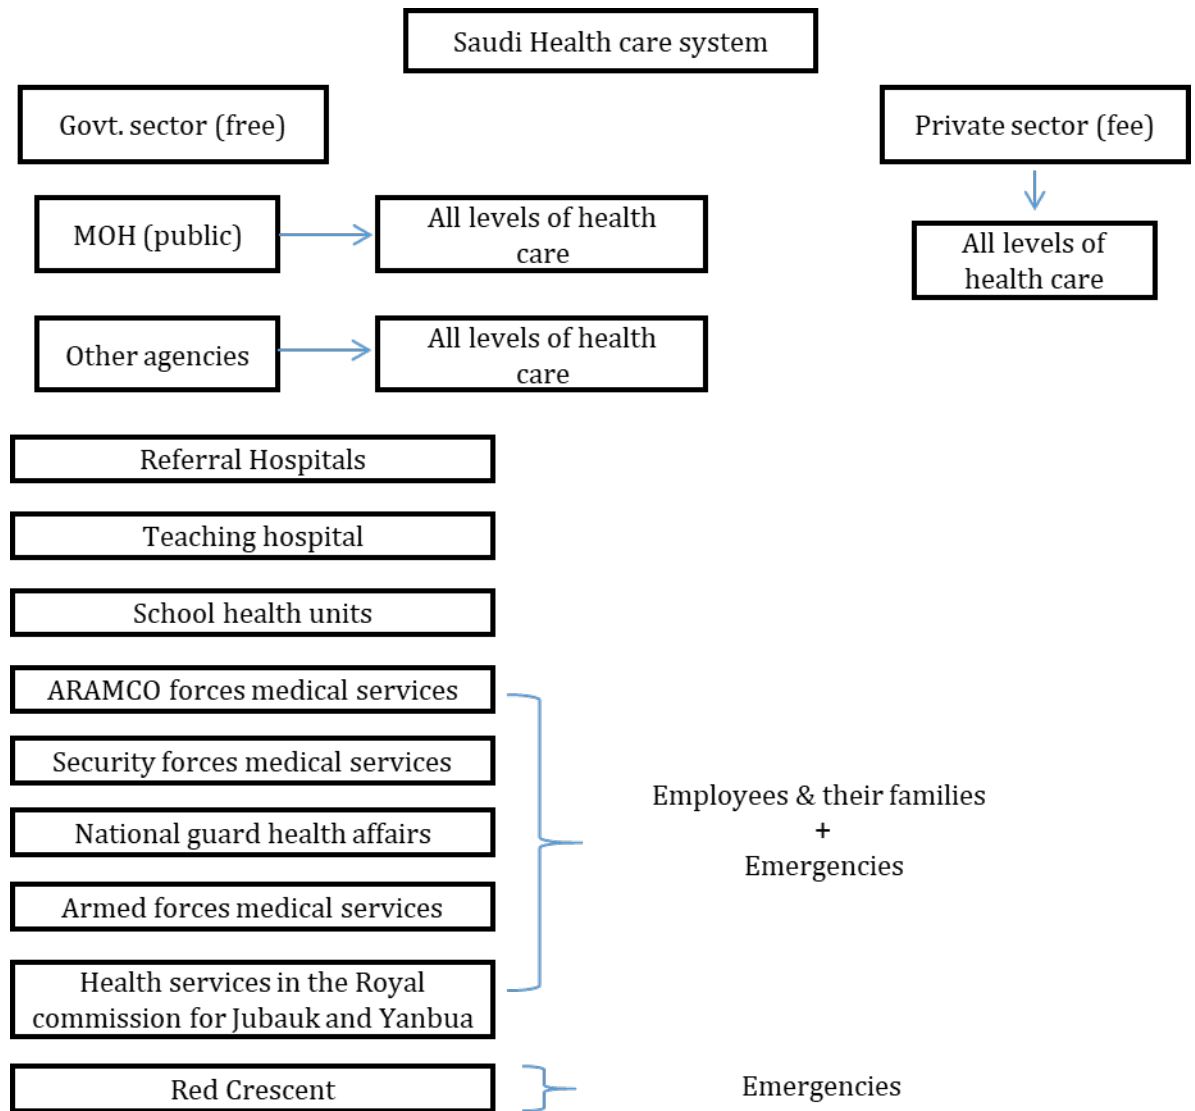 Saudi Health care system
Govt. sector (free)
Private sector (fee)
MOH (public)
All levels of health
care
All levels of
health care
Other agencies
All levels of health
care
Referral Hospitals
Teaching hospital
School health units
ARAMCO forces medical services
Security forces medical services
National guard health affairs
Armed forces medical services
Health services in the Royal
commission for Jubauk and Yanbua
Employees & their families
+
Emergencies
Red Crescent
Emergencies